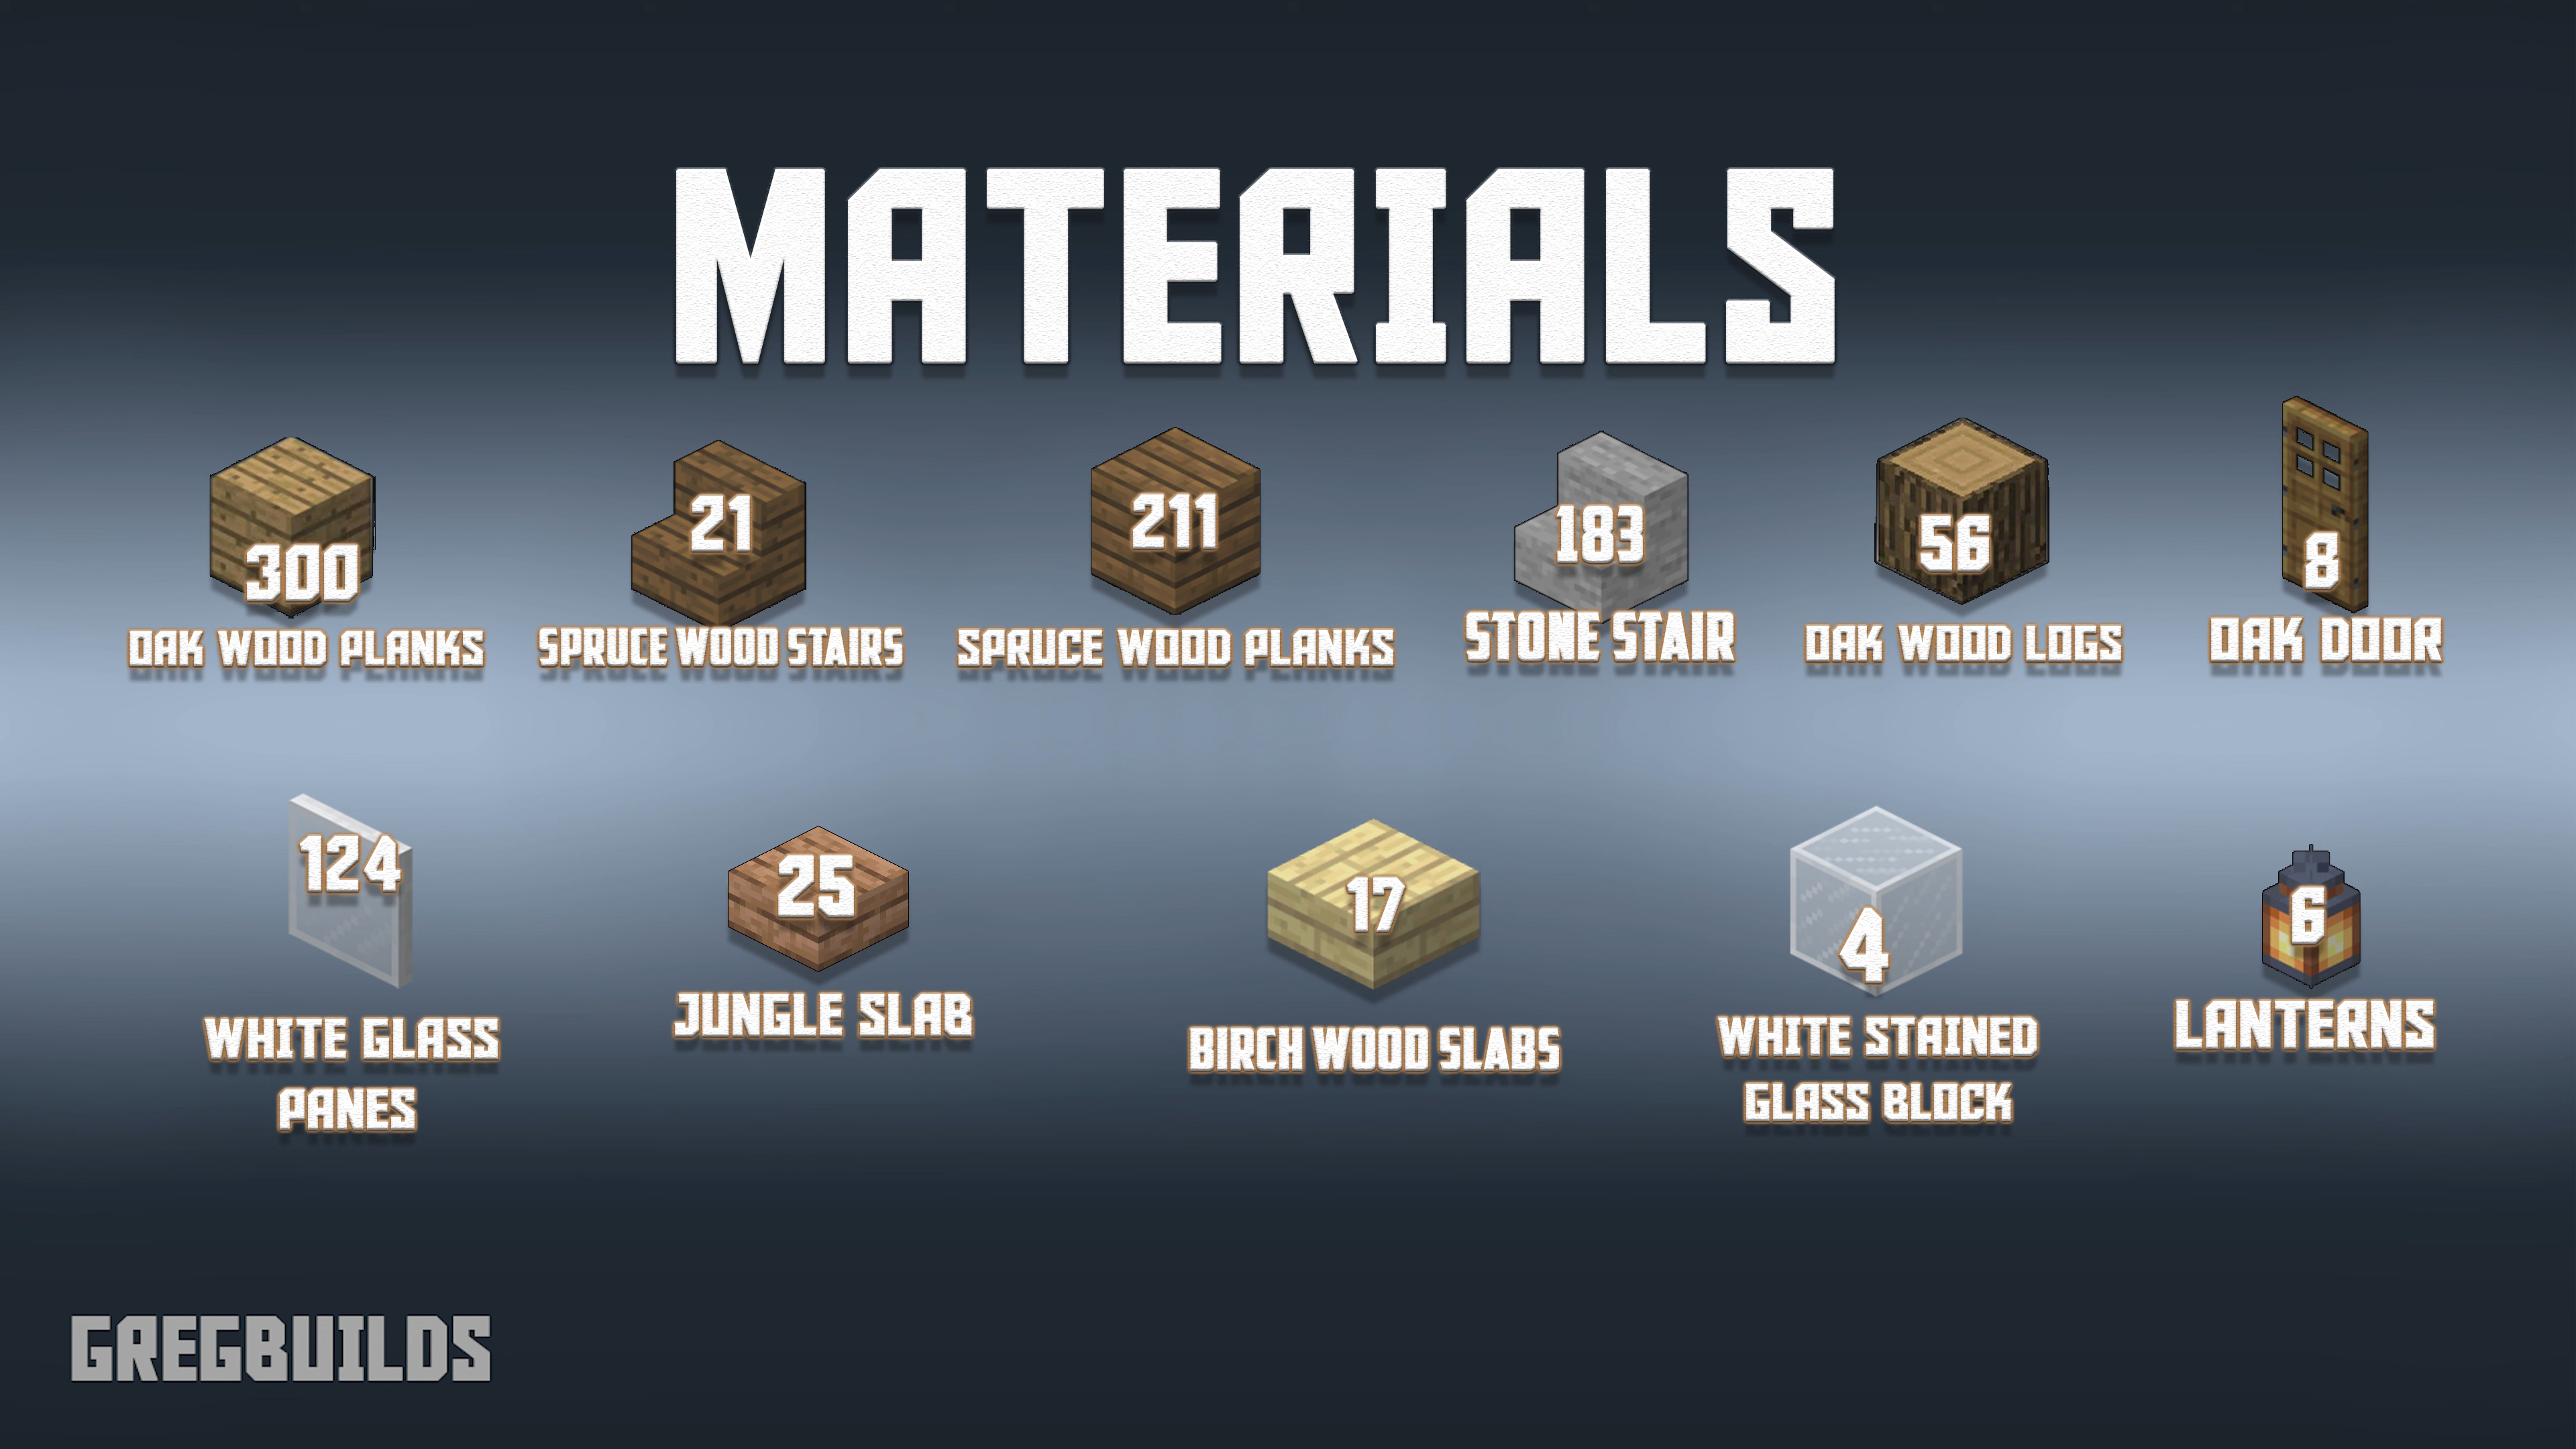 MATERIALS
300
21
211
183
56
8
OAK WOOD PLANKS
SPRUCE WOOD STAIRS
SPRUCE WOOD PLANKS
STONE STAIR
OAK WOOD LOGS
OAK DOOR
124
25
17
4
6
WHITE GLASS
PANES
JUNGLE SLAB
BIRCH WOOD SLABS
WHITE STAINED
GLASS BLOCK
LANTERNS
GREGBUILDS